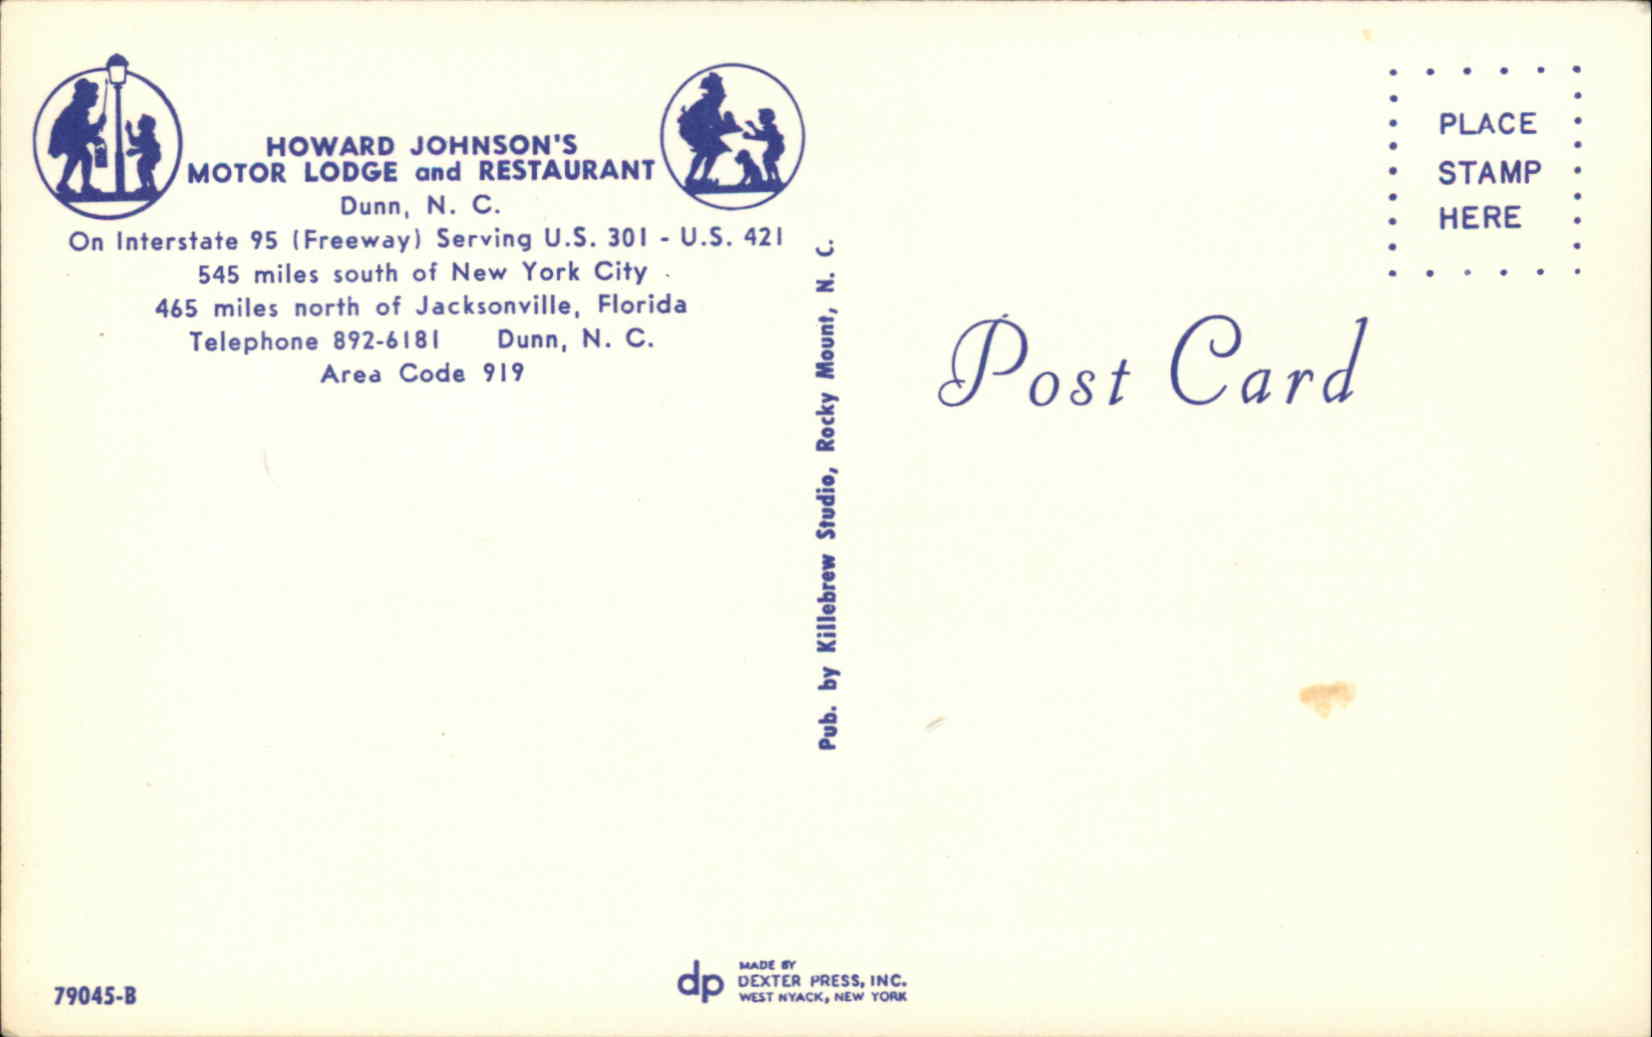 HOWARD JOHNSON'S
MOTOR LODGE and RESTAURANT
Dunn, N. C.
On Interstate 95 (Freeway) Serving U.S. 301 - U.S. 421
545 miles south of New York City
465 miles north of Jacksonville, Florida
Telephone 892-6181 Dunn, N. C.
Area Code 919
Pub. by Killebrew Studio, Rocky Mount, N. C.
PLACE
STAMP
HERE
Post Card
79045-B
dp
MADE BY
DEXTER PRESS, INC.
WEST NYACK, NEW YORK